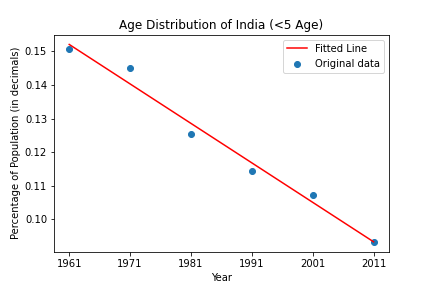 Age Distribution of India (<5 Age)
Fitted Line
Original data
Percentage of Population (in decimals)
0.15
0.14
0.13
0.12
0.11
0.10
1961 1971 1981 1991 2001 2011
Year